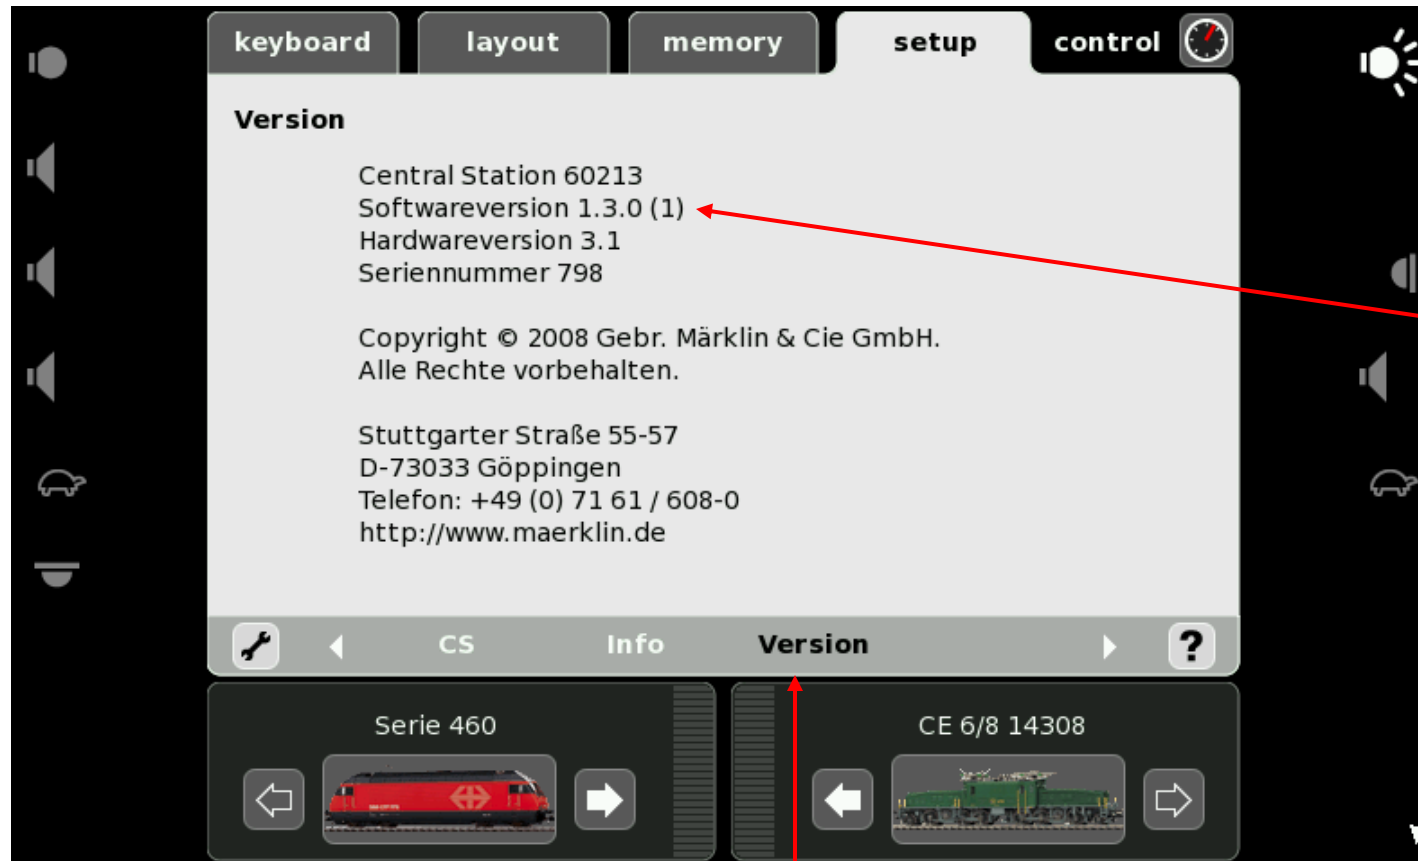 keyboard layout memory setup control
Version
Central Station 60213
Softwareversion 1.3.0 (1)
Hardwareversion 3.1
Seriennummer 798
Copyright © 2008 Gebr. Märklin & Cie GmbH.
Alle Rechte vorbehalten.
Stuttgarter Straße 55-57
D-73033 Göppingen
Telefon: +49 (0) 71 61 / 608-0
http://www.maerklin.de
CS Info Version ?
Serie 460 CE 6/8 14308